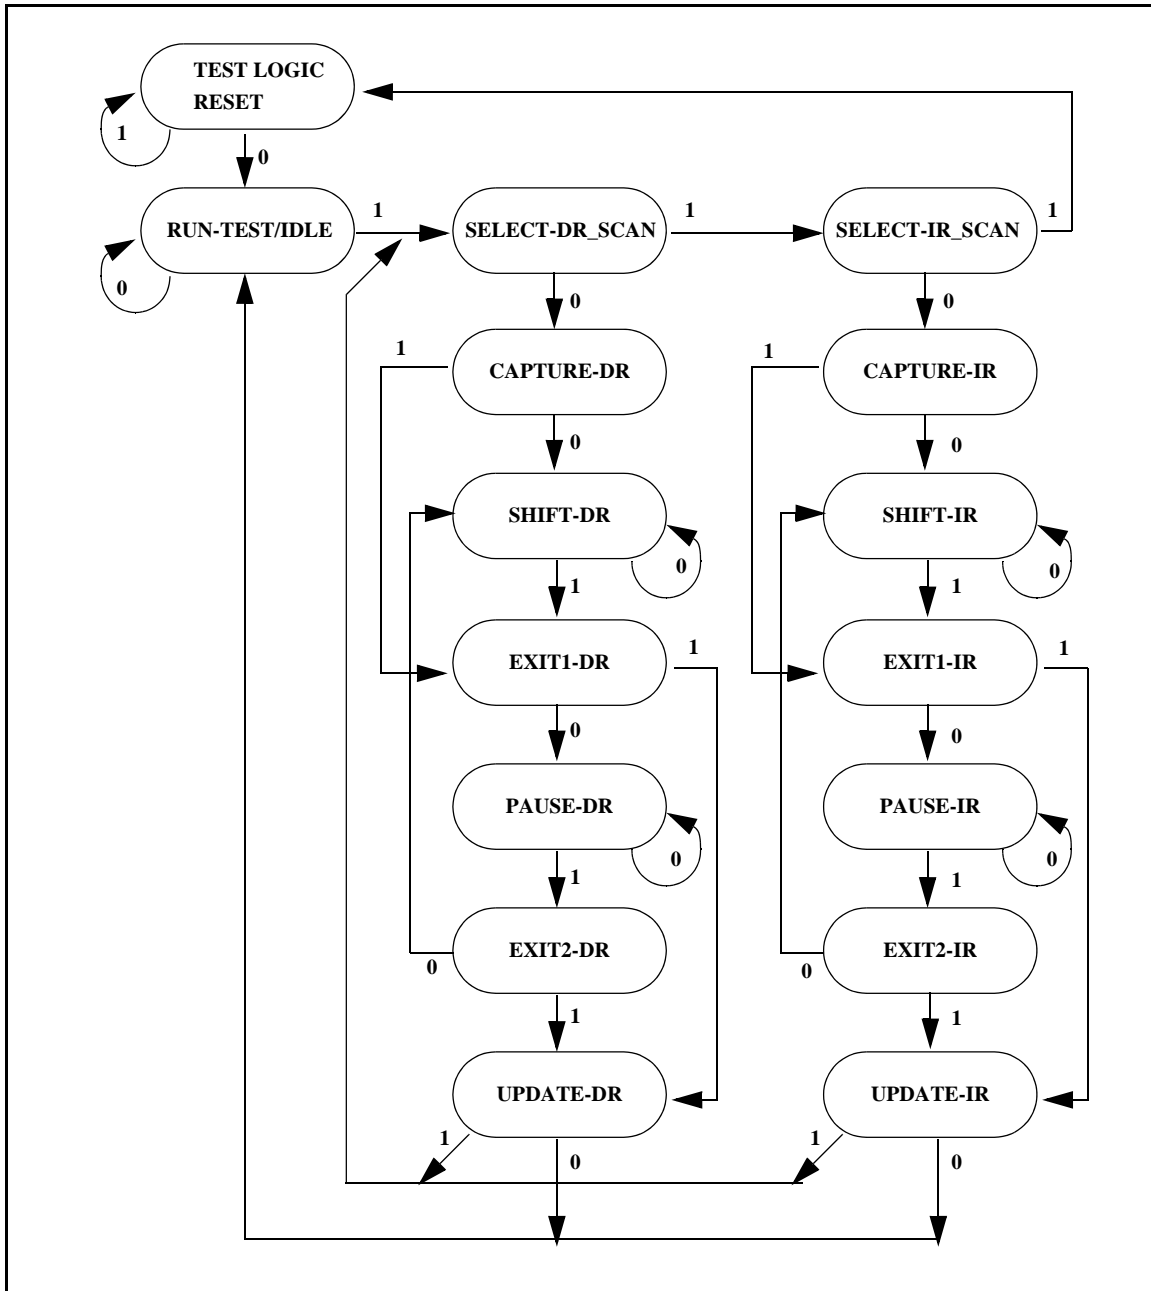 TEST LOGIC
RESET
1
0
RUN-TEST/IDLE
1
SELECT-DR_SCAN
1
SELECT-IR_SCAN
1
0
0
0
1
CAPTURE-DR
1
CAPTURE-IR
0
0
SHIFT-DR
0
SHIFT-IR
0
1
1
EXIT1-DR
1
EXIT1-IR
1
0
0
PAUSE-DR
0
PAUSE-IR
0
1
1
EXIT2-DR
0
EXIT2-IR
0
1
1
UPDATE-DR
UPDATE-IR
1
0
1
0